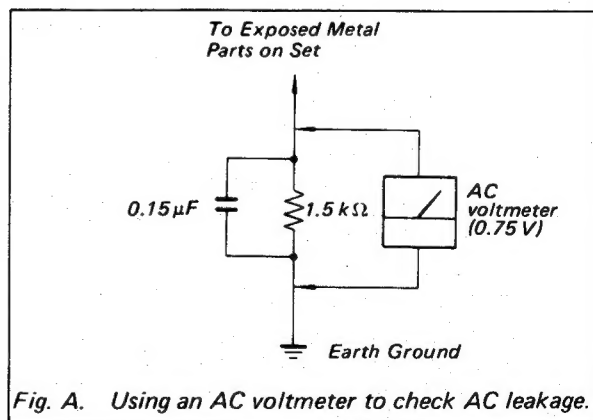 To Exposed Metal
Parts on Set
0.15μF
1.5 kΩ
AC
voltmeter
(0.75 V)
Earth Ground
Fig. A. Using an AC voltmeter to check AC leakage.